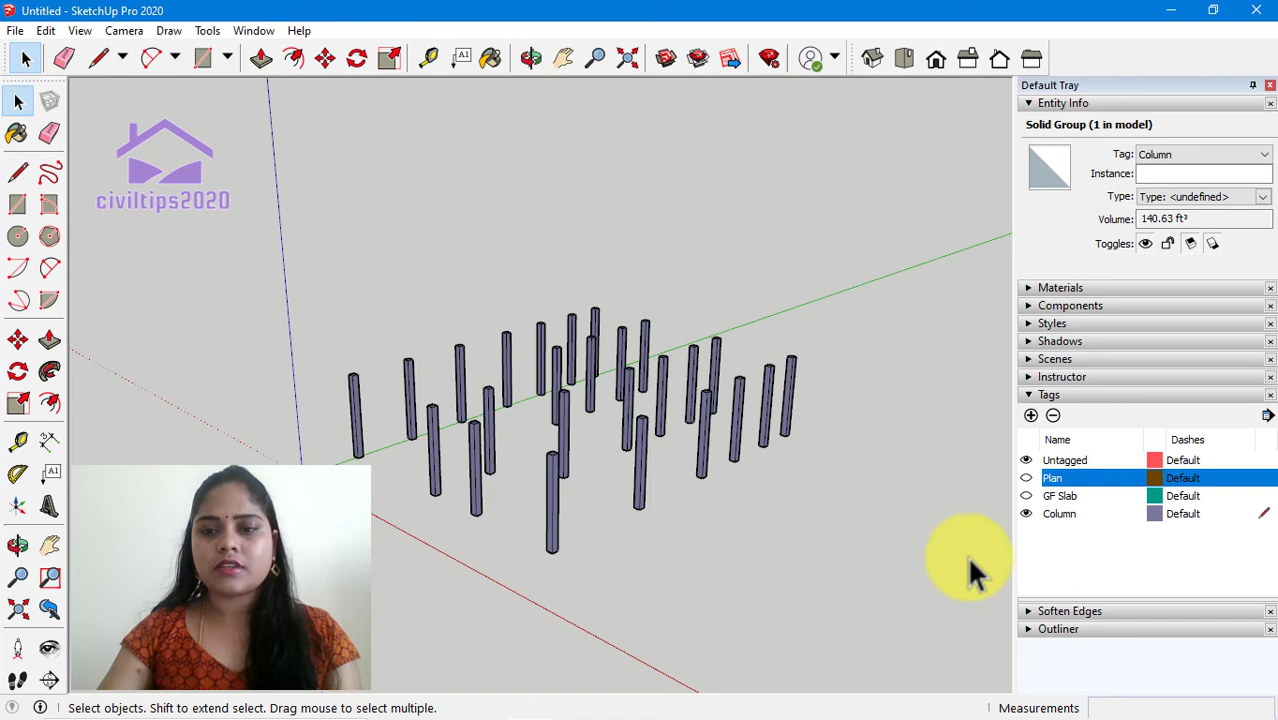 Untitled - SketchUp Pro 2020
File Edit View Camera Draw Tools Window Extensions Help
A1
civiltips2020
A1
Default Tray
Entity Info
Solid Group (1 in model)
Tag: Column
Instance:
Type: Type: <undefined>
Volume: 140.63 ft³
Toggles:
Materials
Components
Styles
Shadows
Scenes
Instructor
Tags
Name Dashes
Untagged Default
Plan Default
GF Slab Default
Column Default
Soften Edges
Outliner
Select objects. Shift to extend select. Drag mouse to select multiple.
Measurements